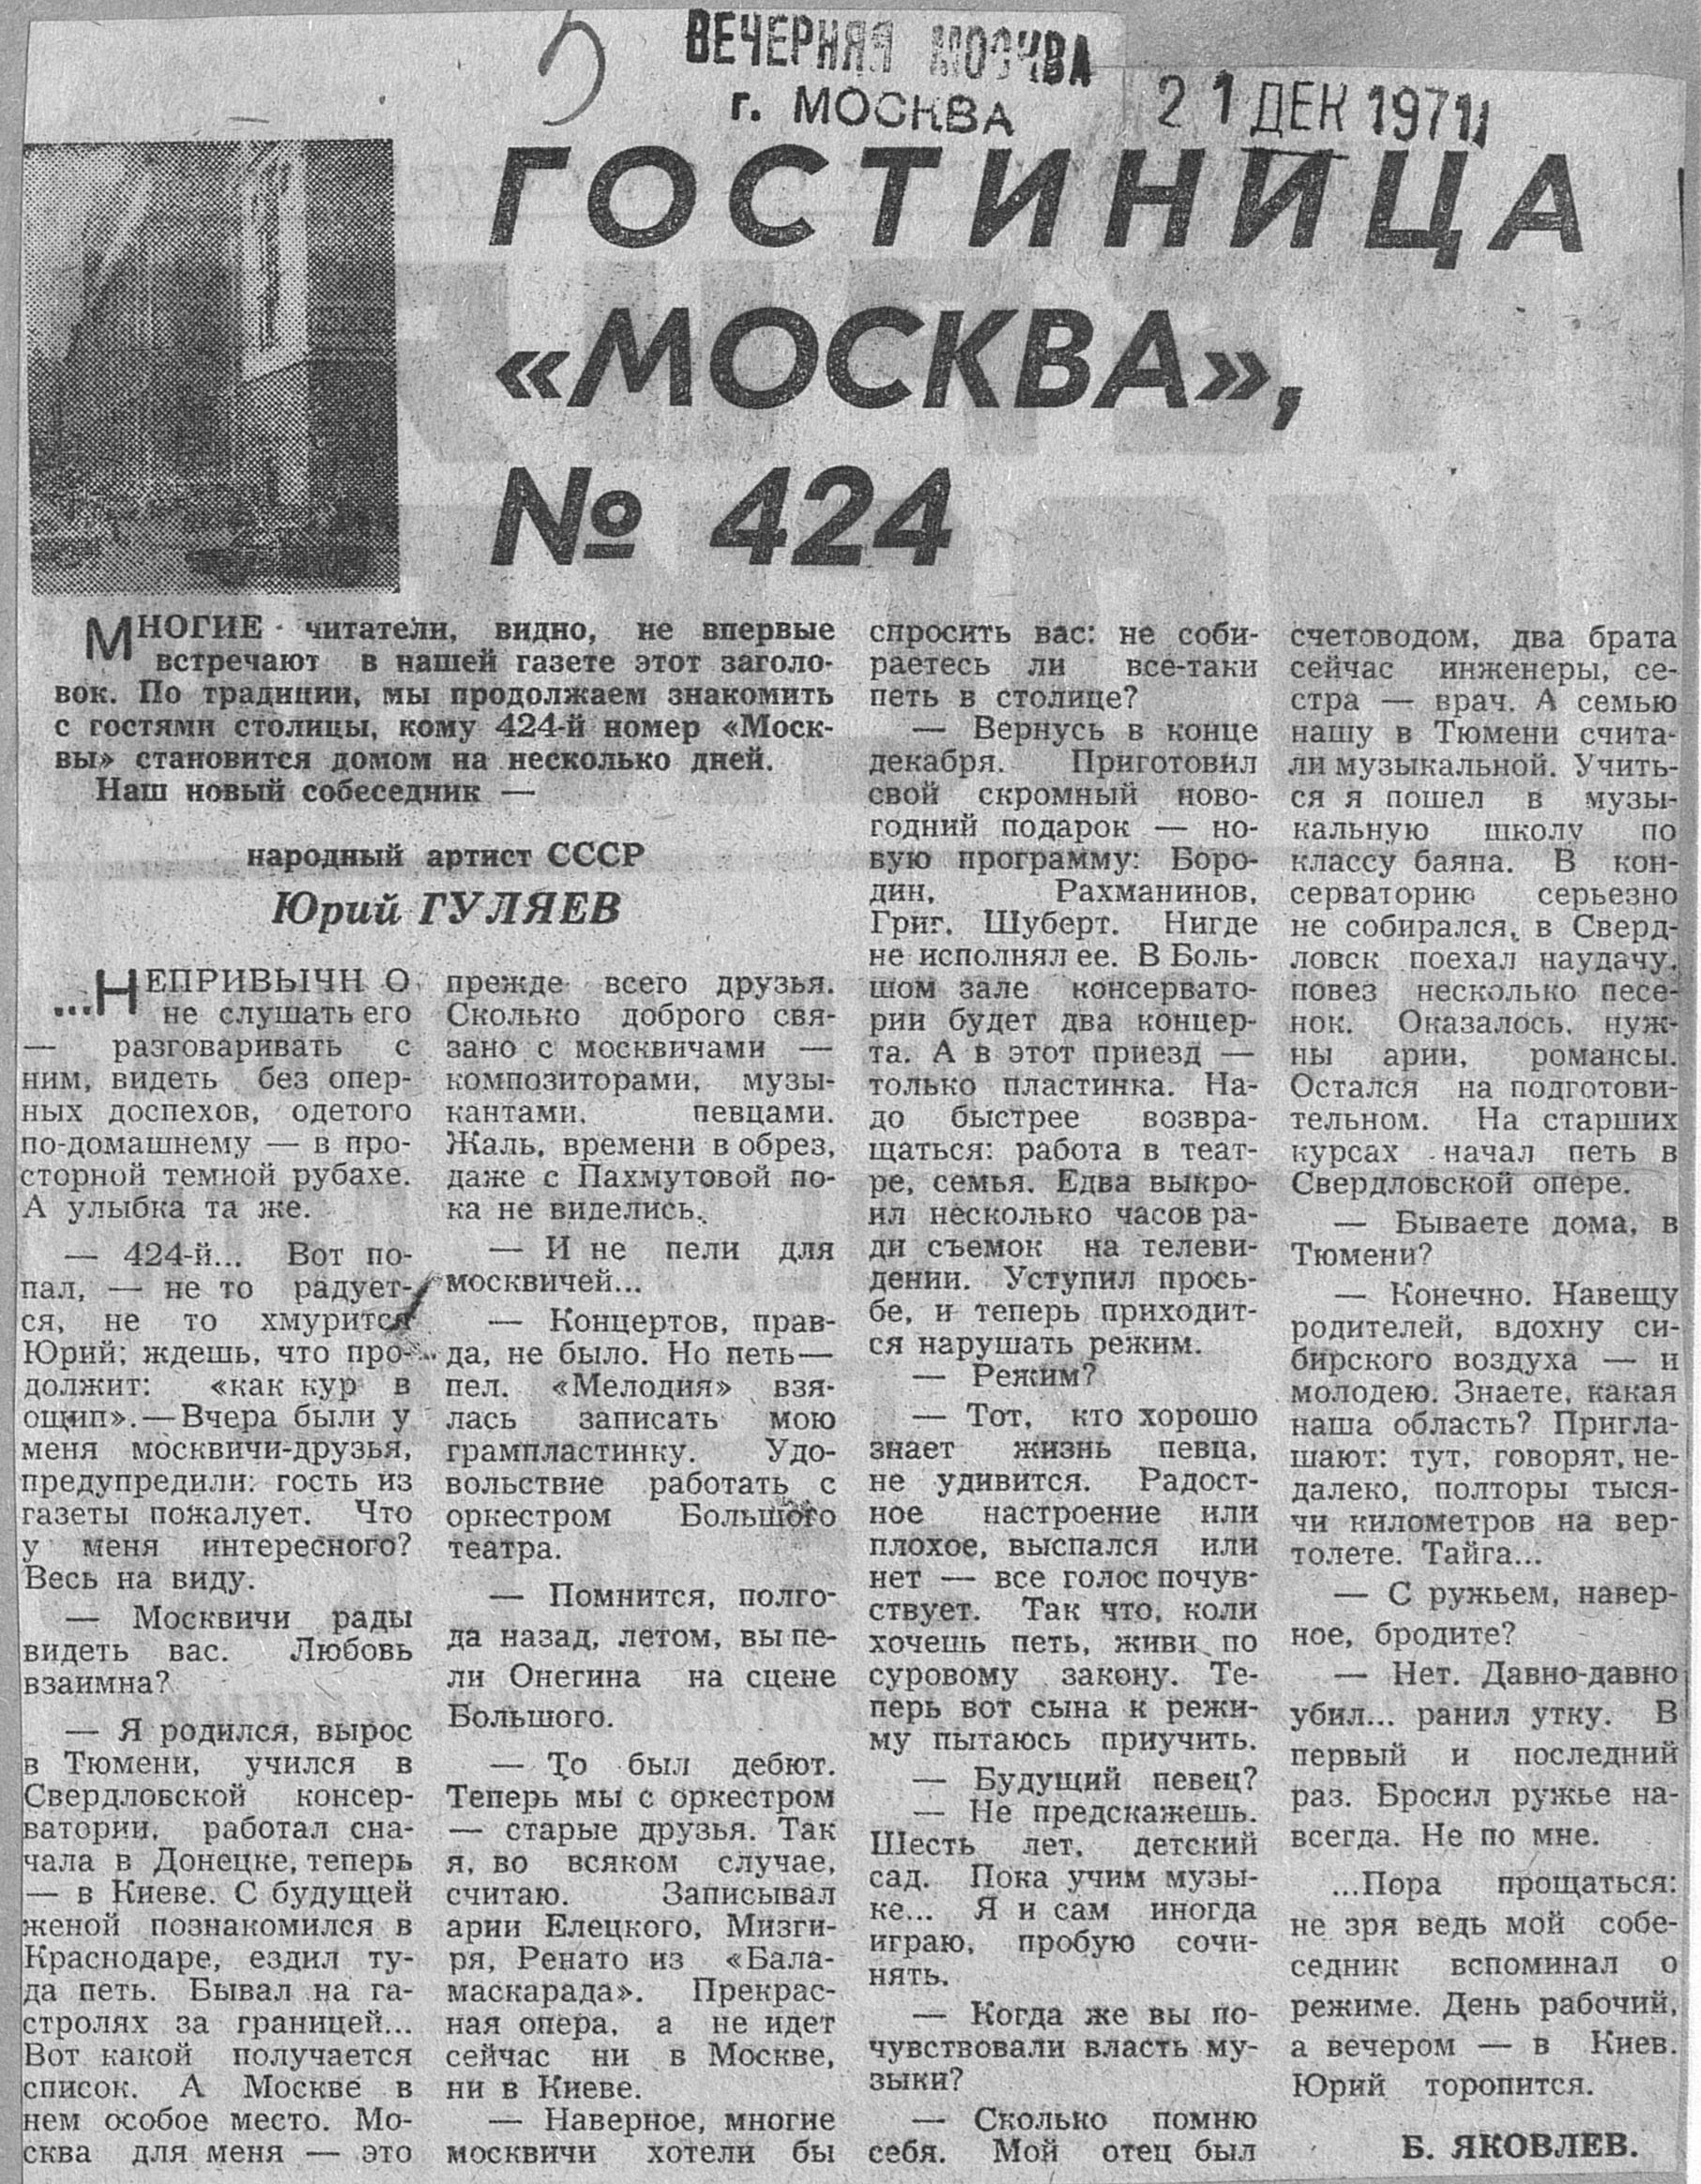 ВЕЧЕРНЯЯ МОСКВА
г. МОСКВА
21 ДЕК 1971
ГОСТИНИЦА
«МОСКВА»,
№ 424
МНОГИЕ читатели, видно, не впервые
встречают в нашей газете этот заголо-
вок. По традиции, мы продолжаем знакомить
с гостями столицы, кому 424-й номер «Моск-
вы» становится домом на несколько дней.
Наш новый собеседник —
народный артист СССР
Юрий ГУЛЯЕВ
...НЕПРИВЫЧНО
не слушать его
— разговаривать с
ним, видеть без опер-
ных доспехов, одетого
по-домашнему — в про-
сторной темной рубахе.
А улыбка та же.
— 424-й... Вот по-
пал, — не то радует-
ся, не то хмурится
Юрий; ждешь, что про-
должит: «как кур в
ощип».—Вчера были у
меня москвичи-друзья,
предупредили: гость из
газеты пожалует. Что
у меня интересного?
Весь на виду.
— Москвичи рады
видеть вас. Любовь
взаимна?
— Я родился, вырос
в Тюмени, учился в
Свердловской консер-
ватории, работал сна-
чала в Донецке, теперь
— в Киеве. С будущей
женой познакомился в
Краснодаре, ездил ту-
да петь. Бывал на га-
стролях за границей...
Вот какой получается
список. А Москве в
нем особое место. Мо-
сква для меня — это
прежде всего друзья.
Сколько доброго свя-
зано с москвичами —
композиторами, музы-
кантами, певцами.
Жаль, времени в обрез,
даже с Пахмутовой по-
ка не виделись.
— И не пели для
москвичей...
— Концертов, прав-
да, не было. Но петь—
пел. «Мелодия» взя-
лась записать мою
грампластинку. Удо-
вольствие работать с
оркестром Большого
театра.
— Помнится, полго-
да назад, летом, вы пе-
ли Онегина на сцене
Большого.
— То был дебют.
Теперь мы с оркестром
— старые друзья. Так
я, во всяком случае,
считаю. Записывал
арии Елецкого, Мизги-
ря, Ренато из «Бала-
маскарада». Прекрас-
ная опера, а не идет
сейчас ни в Москве,
ни в Киеве.
— Наверное, многие
москвичи хотели бы
спросить вас: не соби-
раетесь ли все-таки
петь в столице?
— Вернусь в конце
декабря. Приготовил
свой скромный ново-
годний подарок — но-
вую программу: Боро-
дин, Рахманинов,
Григ, Шуберт. Нигде
не исполнял ее. В Боль-
шом зале консервато-
рии будет два концер-
та. А в этот приезд —
только пластинка. На-
до быстрее возвра-
щаться: работа в теат-
ре, семья. Едва выкро-
ил несколько часов ра-
ди съемок на телеви-
дении. Уступил прось-
бе, и теперь приходит-
ся нарушать режим.
— Режим?
— Тот, кто хорошо
знает жизнь певца,
не удивится. Радост-
ное настроение или
плохое, выспался или
нет — все голос почув-
ствует. Так что, коли
хочешь петь, живи по
суровому закону. Те-
перь вот сына к режи-
му пытаюсь приучить.
— Будущий певец?
— Не предскажешь.
Шесть лет, детский
сад. Пока учим музы-
ке... Я и сам иногда
играю, пробую сочи-
нять.
— Когда же вы по-
чувствовали власть му-
зыки?
— Сколько помню
себя. Мой отец был
счетоводом, два брата
сейчас инженеры, се-
стра — врач. А семью
нашу в Тюмени счита-
ли музыкальной. Учить-
ся я пошел в музы-
кальную школу по
классу баяна. В кон-
серваторию серьезно
не собирался, в Сверд-
ловск поехал наудачу,
повез несколько песе-
нок. Оказалось, нуж-
ны арии, романсы.
Остался на подготови-
тельном. На старших
курсах начал петь в
Свердловской опере.
— Бываете дома, в
Тюмени?
— Конечно. Навещу
родителей, вдохну си-
бирского воздуха — и
молодею. Знаете, какая
наша область? Пригла-
шают: тут, говорят, не-
далеко, полторы тыся-
чи километров на вер-
толете. Тайга...
— С ружьем, навер-
ное, бродите?
— Нет. Давно-давно
убил... ранил утку. В
первый и последний
раз. Бросил ружье на-
всегда. Не по мне.
...Пора прощаться:
не зря ведь мой собе-
седник вспоминал о
режиме. День рабочий,
а вечером — в Киев.
Юрий торопится.
Б. ЯКОВЛЕВ.